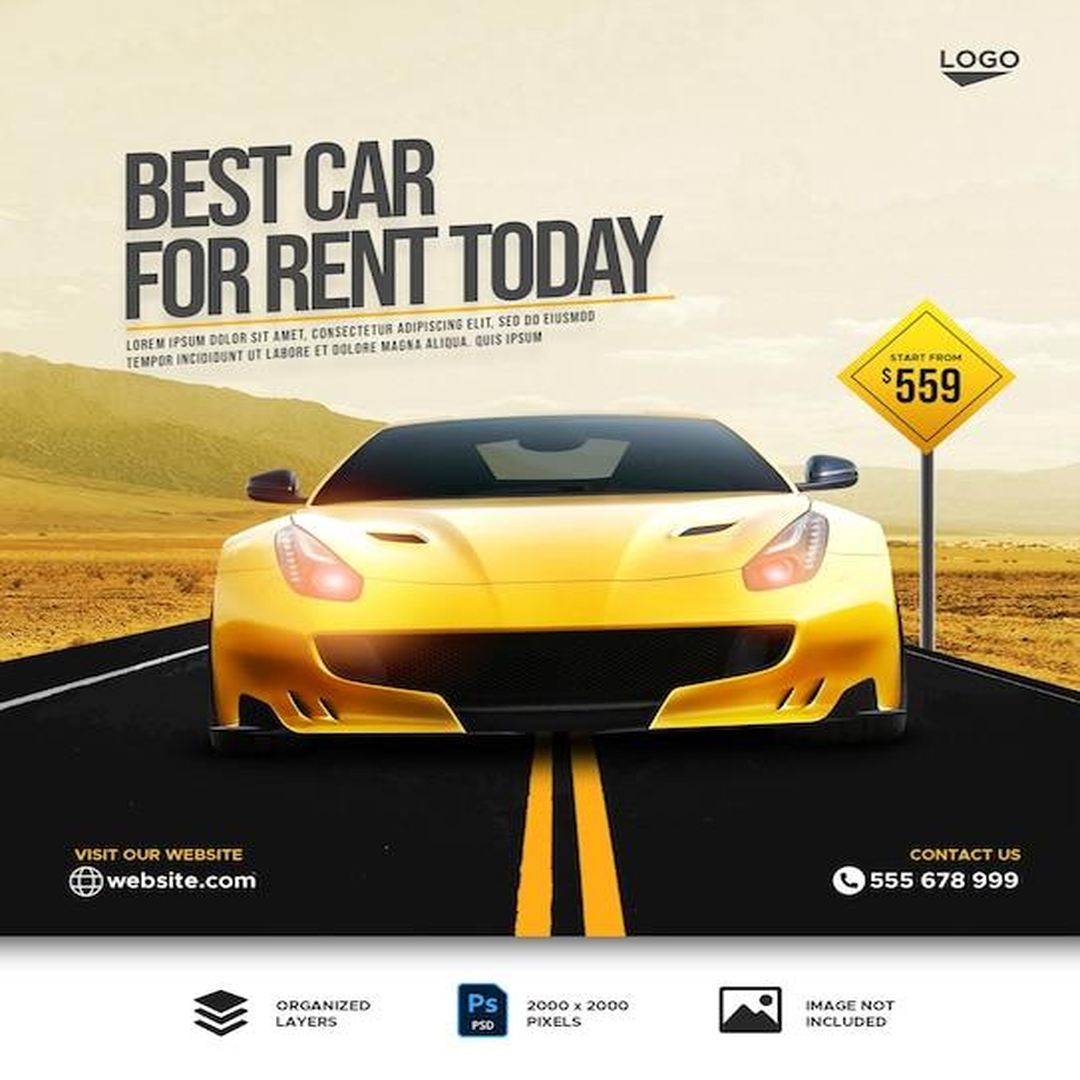 LOGO
BEST CAR
FOR RENT TODAY
LOREM IPSUM DOLOR SIT AMET, CONSECTETUR ADIPISCING ELIT, SED DO EIUSMOD
TEMPOR INCIDIDUNT UT LABORE ET DOLORE MAGNA ALIQUA. QUIS IPSUM
START FROM
$559
VISIT OUR WEBSITE
website.com
CONTACT US
555 678 999
ORGANIZED
LAYERS
Ps
PSD
2000 x 2000
PIXELS
IMAGE NOT
INCLUDED